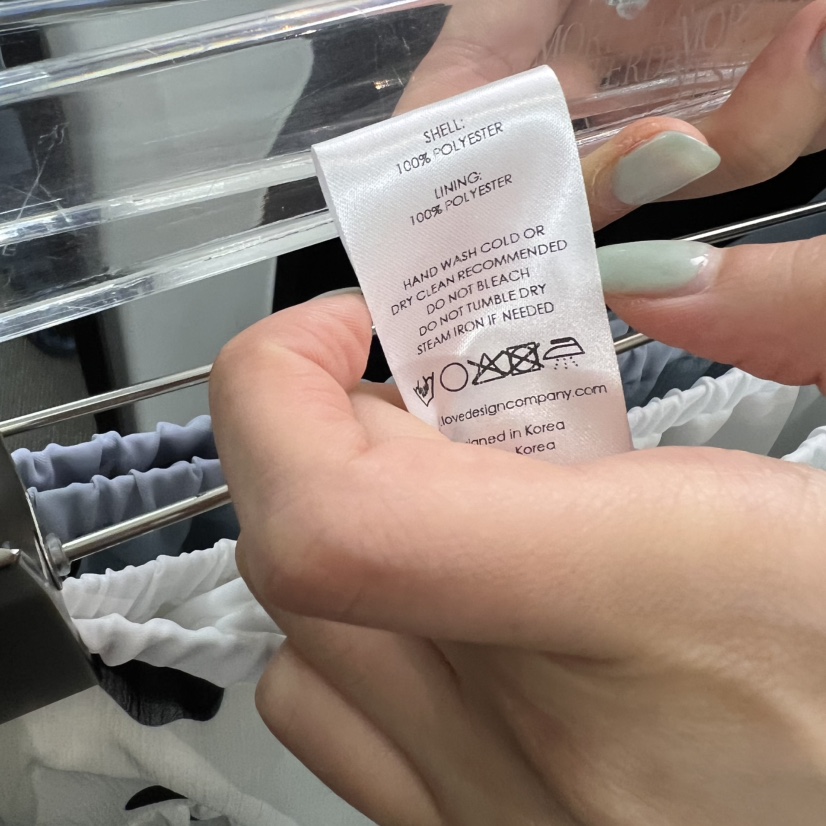 SHELL:
100% POLYESTER
LINING:
100% POLYESTER
HAND WASH COLD OR
DRY CLEAN RECOMMENDED
DO NOT BLEACH
DO NOT TUMBLE DRY
STEAM IRON IF NEEDED
.lovedesigncompany.com
in Korea
Korea